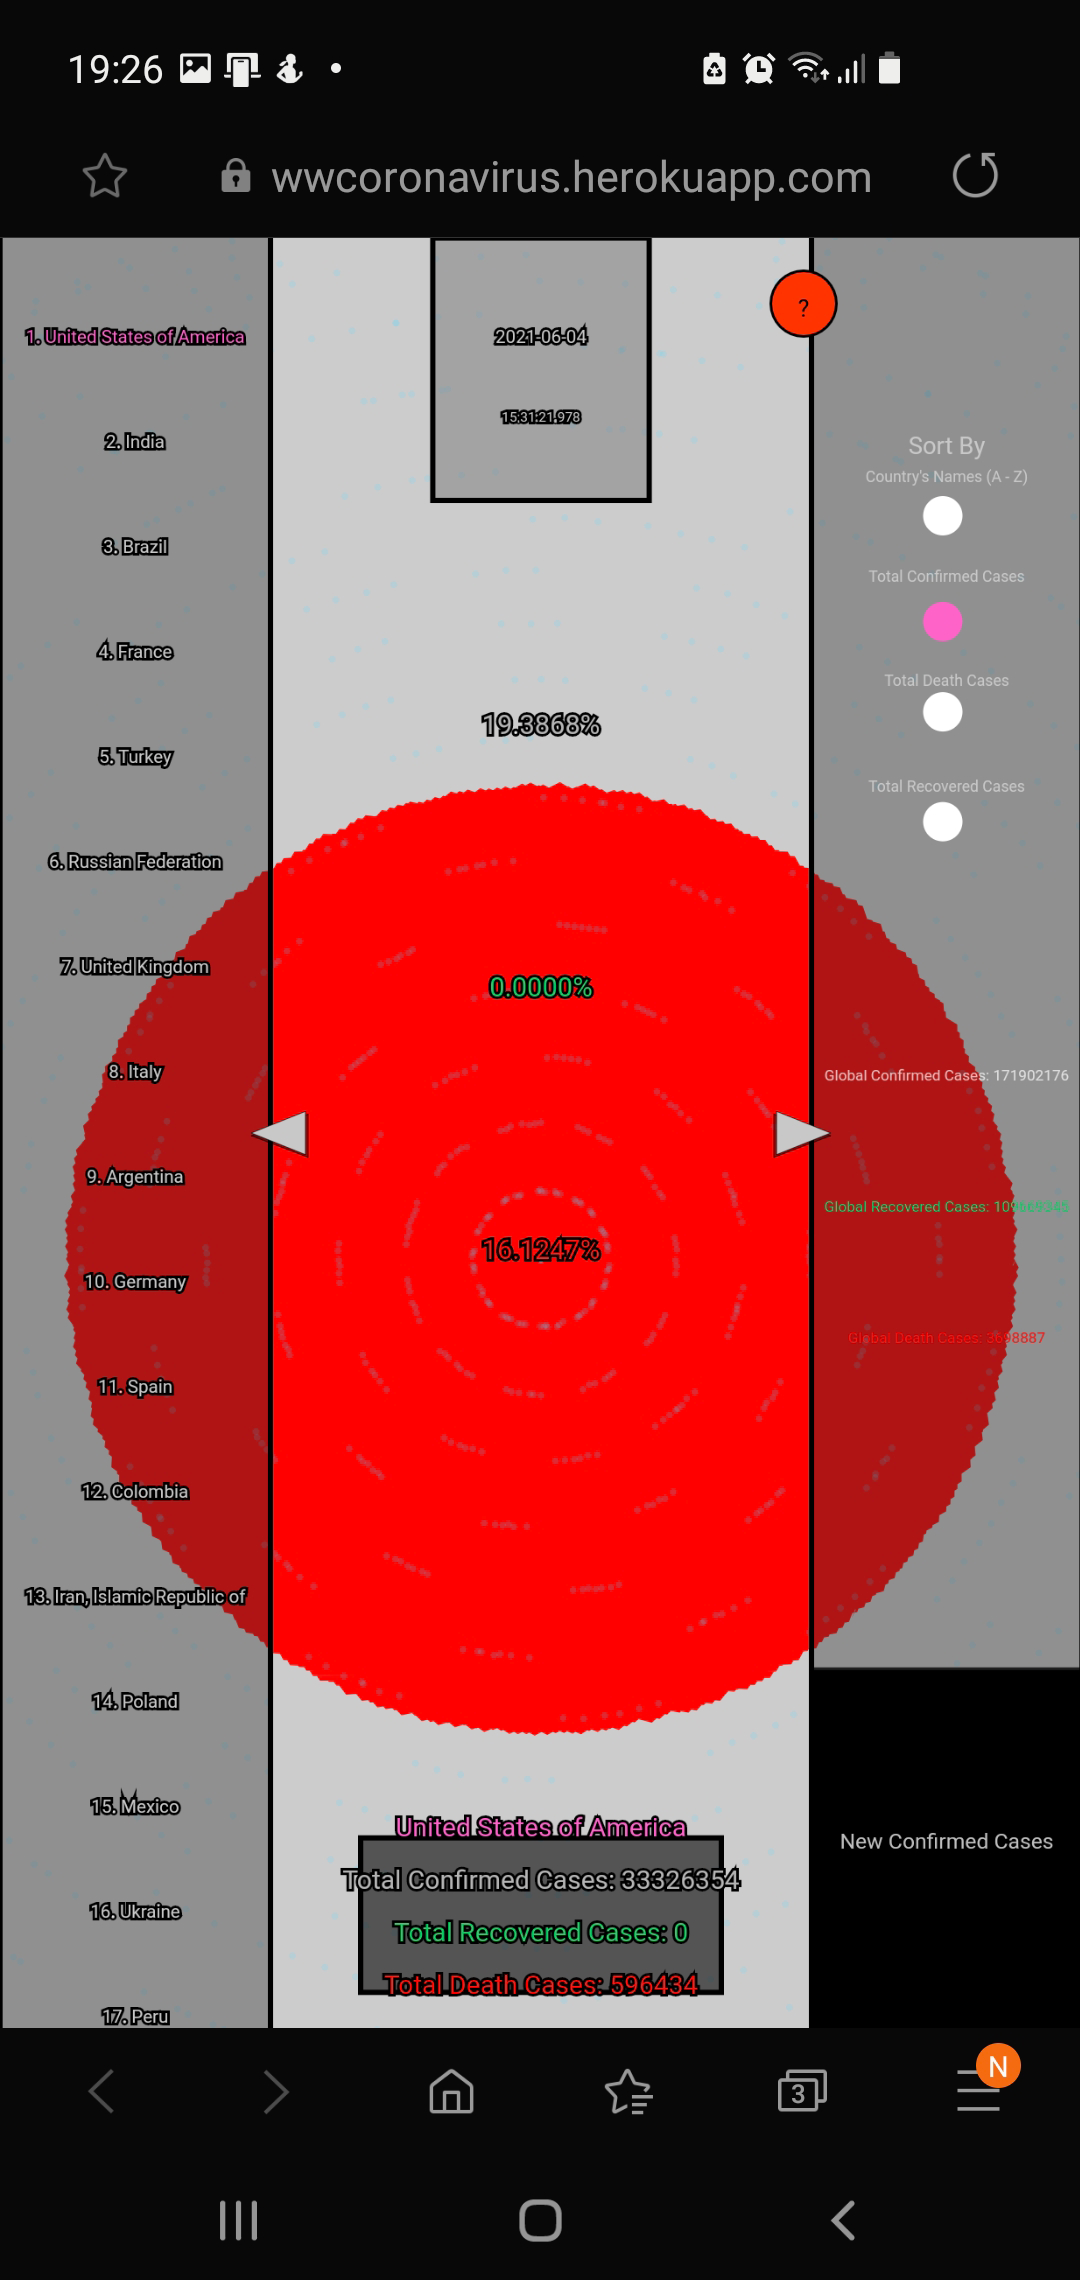 19:26
wwcoronavirus.herokuapp.com
1. United States of America
2. India
3. Brazil
4. France
5. Turkey
6. Russian Federation
7. United Kingdom
8. Italy
9. Argentina
10. Germany
11. Spain
12. Colombia
13. Iran, Islamic Republic of
14. Poland
15. Mexico
16. Ukraine
17. Peru
2021-06-04
15:31:21.978
?
19.3868%
0.0000%
16.1247%
United States of America
Total Confirmed Cases: 33326354
Total Recovered Cases: 0
Total Death Cases: 596434
Sort By
Country's Names (A - Z)
Total Confirmed Cases
Total Death Cases
Total Recovered Cases
Global Confirmed Cases: 171902176
Global Recovered Cases: 109669345
Global Death Cases: 3698887
New Confirmed Cases
3
N